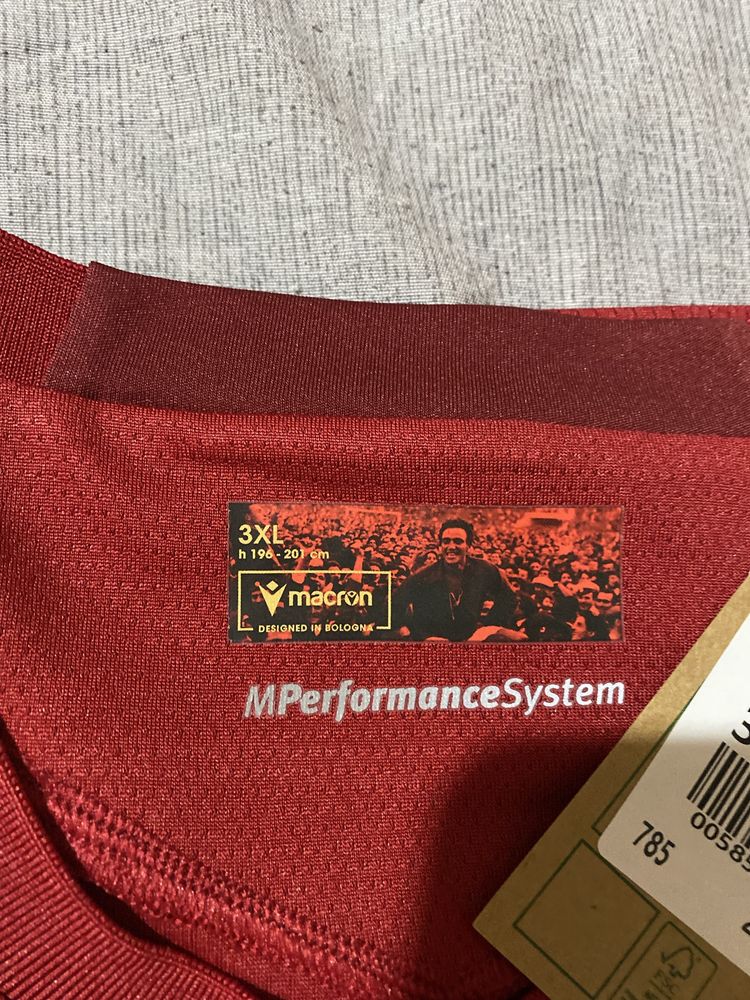 3XL
h 196 - 201 cm
macron
DESIGNED IN BOLOGNA
MPerformanceSystem
785